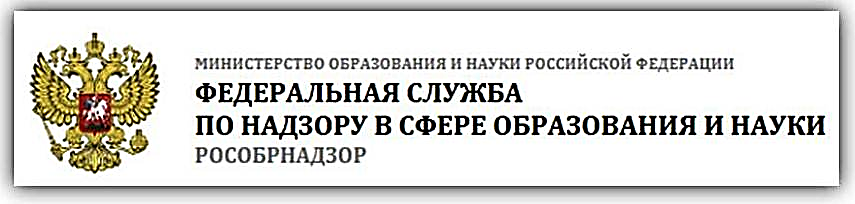 МИНИСТЕРСТВО ОБРАЗОВАНИЯ И НАУКИ РОССИЙСКОЙ ФЕДЕРАЦИИ
ФЕДЕРАЛЬНАЯ СЛУЖБА
ПО НАДЗОРУ В СФЕРЕ ОБРАЗОВАНИЯ И НАУКИ
РОСОБРНАДЗОР